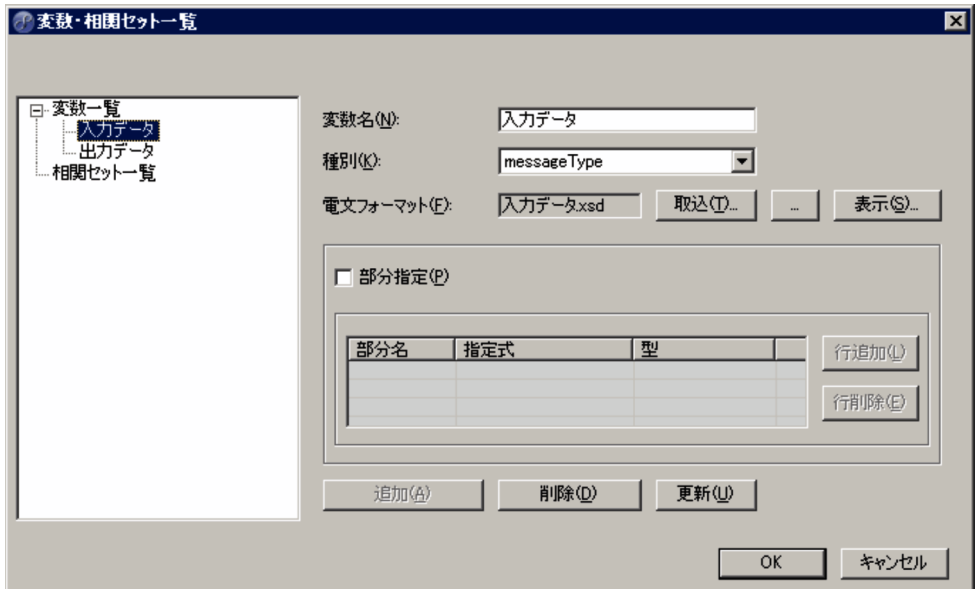 変数・相関セット一覧
変数一覧
入力データ
出力データ
相関セット一覧
変数名(N): 入力データ
種別(K): messageType
電文フォーマット(F): 入力データ.xsd 取込(T)... ... 表示(S)...
部分指定(P)
部分名 指定式 型
行追加(L)
行削除(E)
追加(A) 削除(D) 更新(U)
OK キャンセル